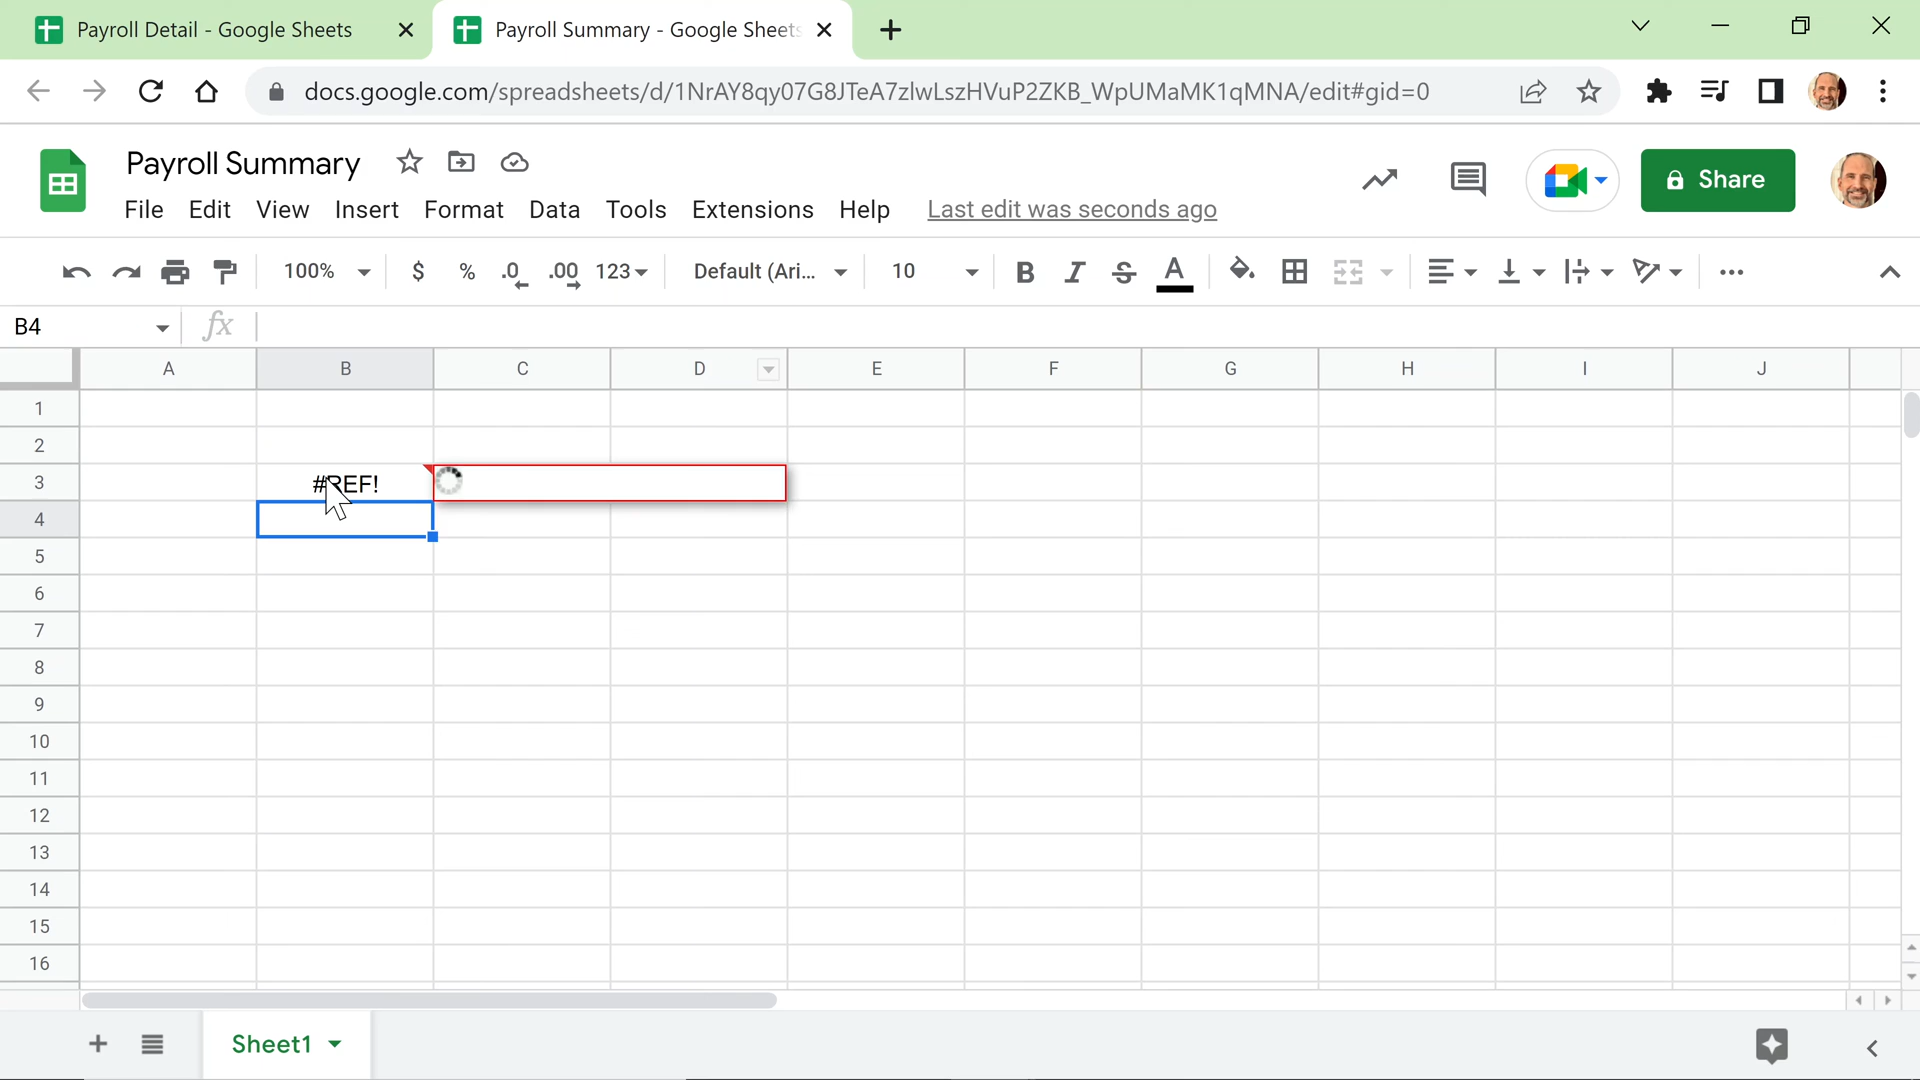 Payroll Detail - Google Sheets
Payroll Summary - Google Sheets
docs.google.com/spreadsheets/d/1NrAY8qy07G8JTeA7zlwLszHVuP2ZKB_WpUMaMK1qMNA/edit#gid=0
Payroll Summary
Share
File Edit View Insert Format Data Tools Extensions Help Last edit was seconds ago
100% $ % .0 .00 123 Default (Ari... 10 B I S A
B4 fx
A B C D E F G H I J
1
2
3 #REF!
4
5
6
7
8
9
10
11
12
13
14
15
16
Sheet1